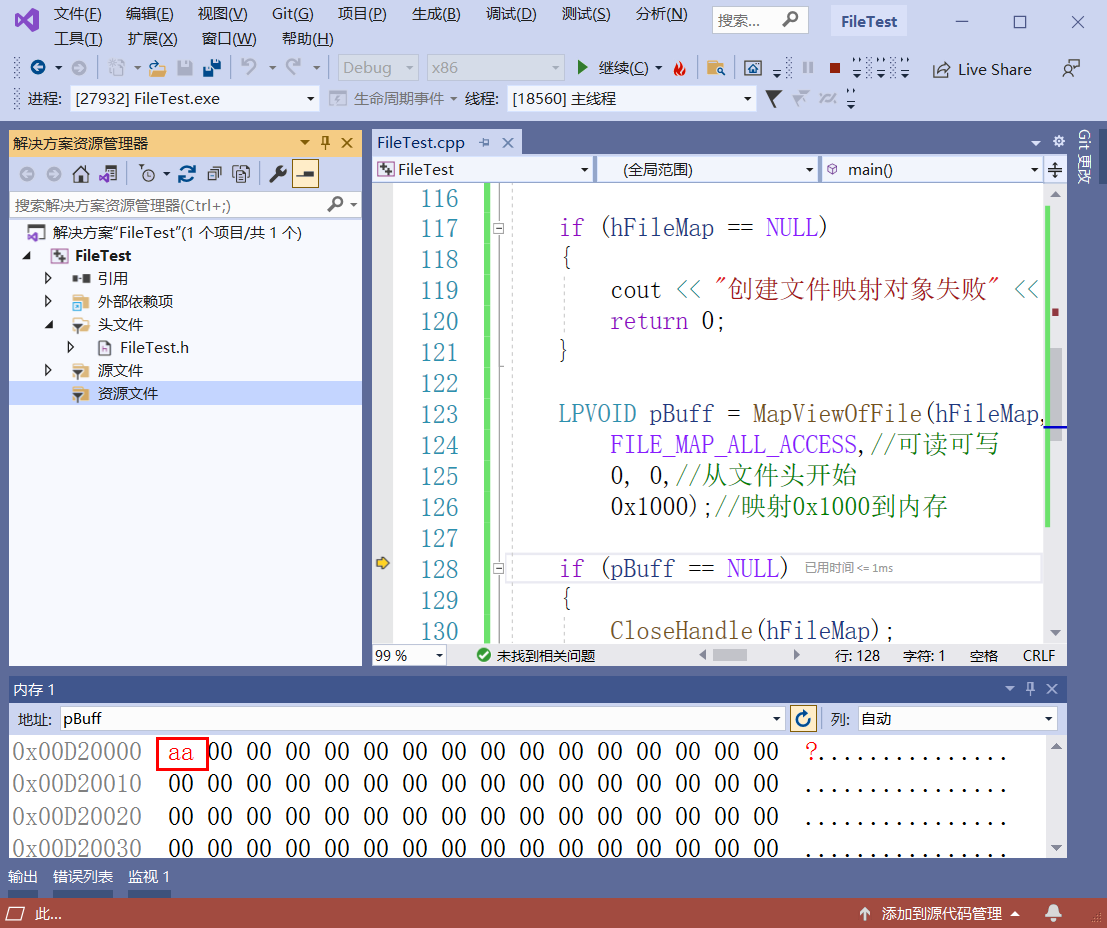 文件(F) 编辑(E) 视图(V) Git(G) 项目(P) 生成(B) 调试(D) 测试(S) 分析(N) 搜索... FileTest
工具(T) 扩展(X) 窗口(W) 帮助(H)
Debug x86 继续(C) Live Share
进程: [27932] FileTest.exe 生命周期事件 线程: [18560] 主线程
解决方案资源管理器
搜索解决方案资源管理器(Ctrl+;)
解决方案"FileTest"(1 个项目/共 1 个)
FileTest
引用
外部依赖项
头文件
FileTest.h
源文件
资源文件
FileTest.cpp
FileTest (全局范围) main()
116
117 if (hFileMap == NULL)
118 {
119 cout << "创建文件映射对象失败" <<
120 return 0;
121 }
122
123 LPVOID pBuff = MapViewOfFile(hFileMap,
124 FILE_MAP_ALL_ACCESS,//可读可写
125 0, 0,//从文件头开始
126 0x1000);//映射0x1000到内存
127
128 if (pBuff == NULL) 已用时间 <= 1ms
129 {
130 CloseHandle(hFileMap);
99 % 未找到相关问题 行: 128 字符: 1 空格 CRLF
Git 更改
内存 1
地址: pBuff 列: 自动
0x00D20000 aa 00 00 00 00 00 00 00 00 00 00 00 00 00 00 00 ?...............
0x00D20010 00 00 00 00 00 00 00 00 00 00 00 00 00 00 00 00 ................
0x00D20020 00 00 00 00 00 00 00 00 00 00 00 00 00 00 00 00 ................
0x00D20030 00 00 00 00 00 00 00 00 00 00 00 00 00 00 00 00 ................
输出 错误列表 监视 1
此... 添加到源代码管理